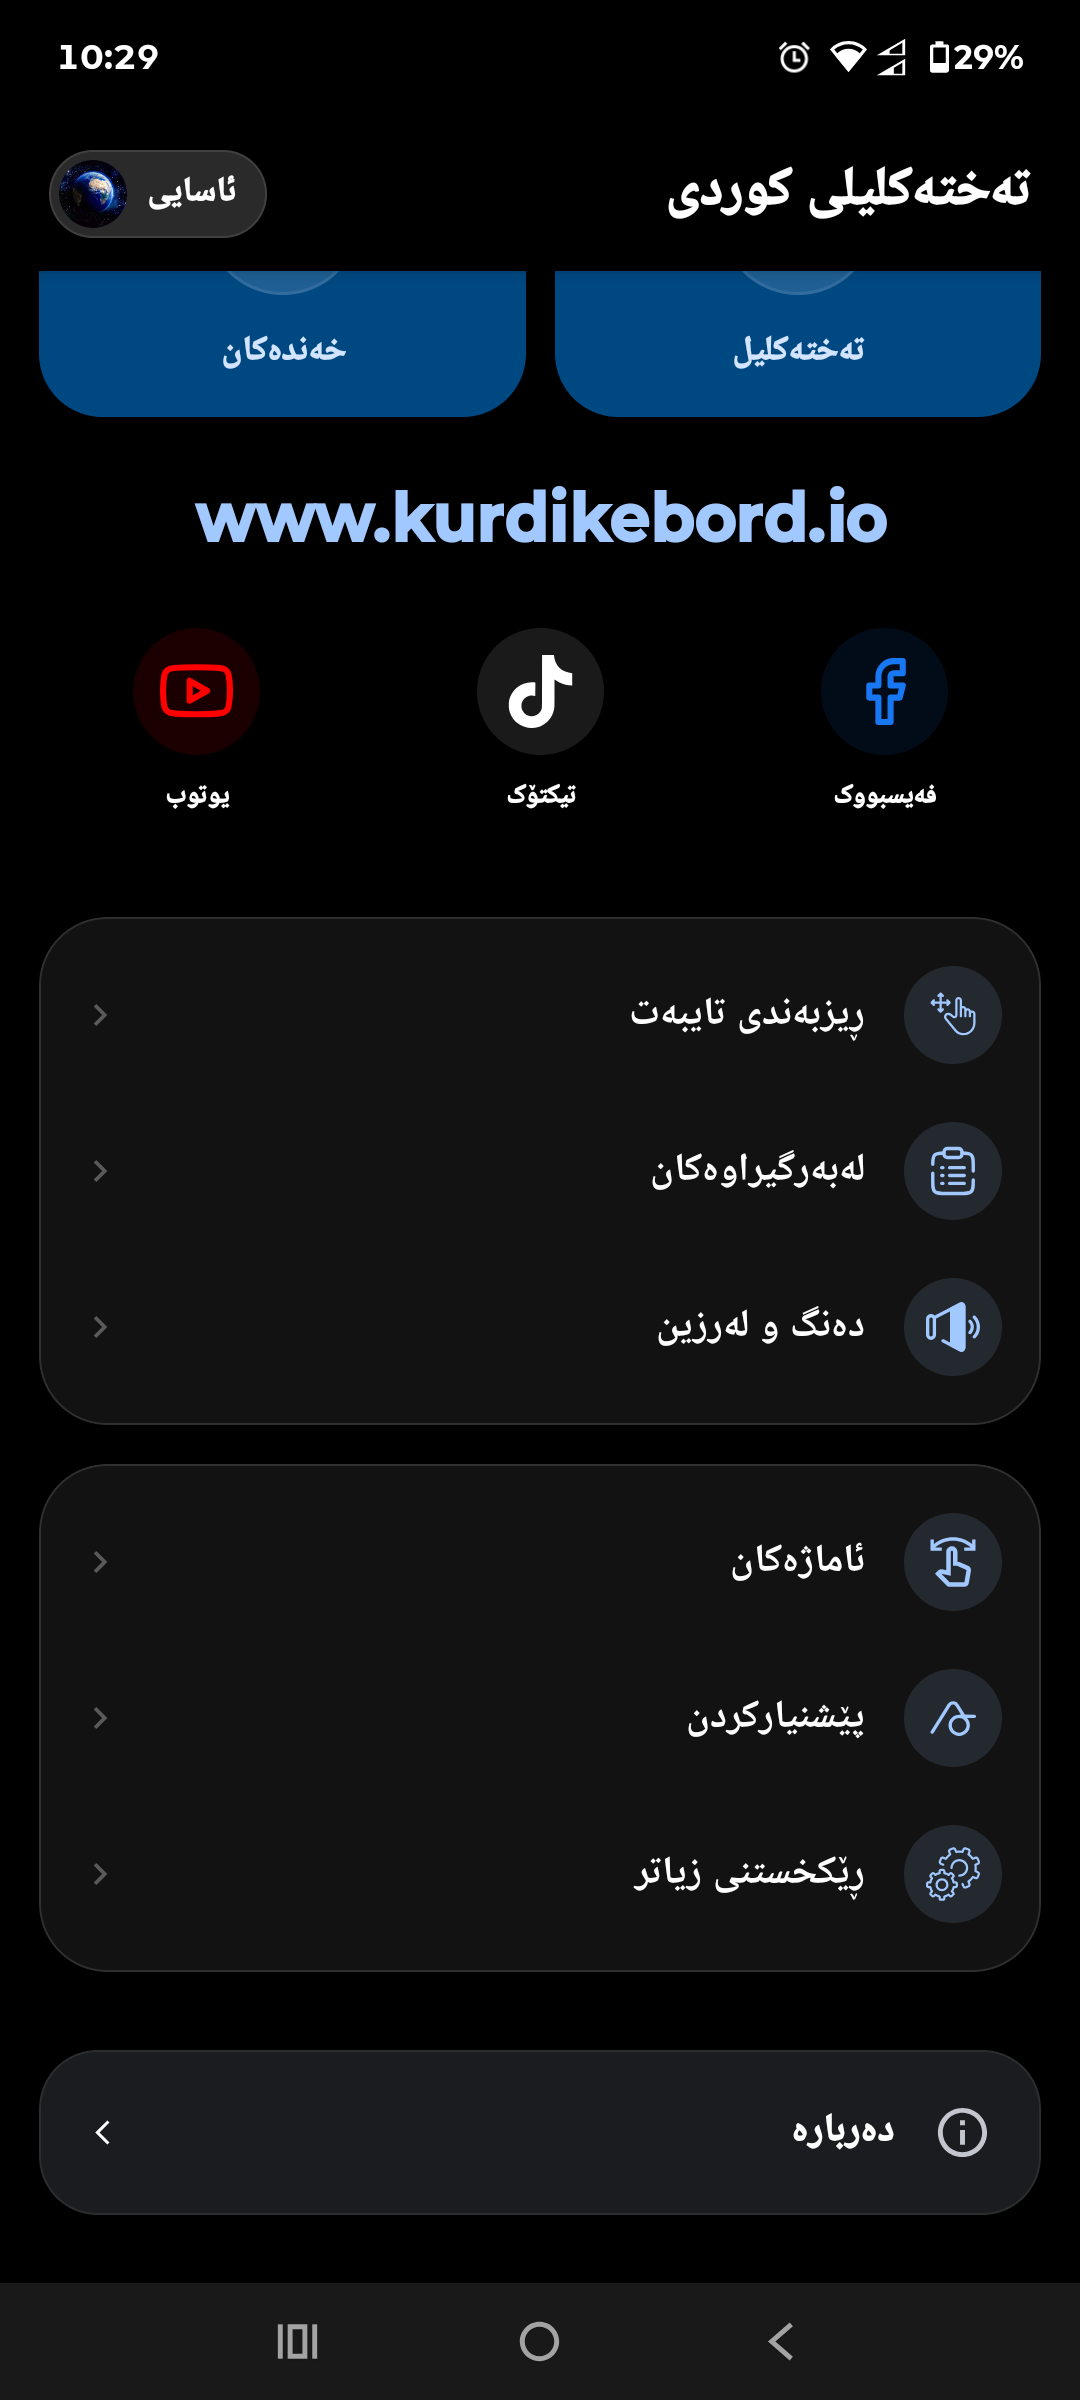 10:29
29%
تەختەکلیلی کوردی
ئاسایی
تەختەکلیل
خەندەکان
www.kurdikebord.io
فەیسبووک
تیکتۆک
یوتوب
ڕیزبەندی تایبەت
لەبەرگیراوەکان
دەنگ و لەرزین
ئاماژەکان
پێشنیارکردن
ڕێکخستنی زیاتر
دەربارە